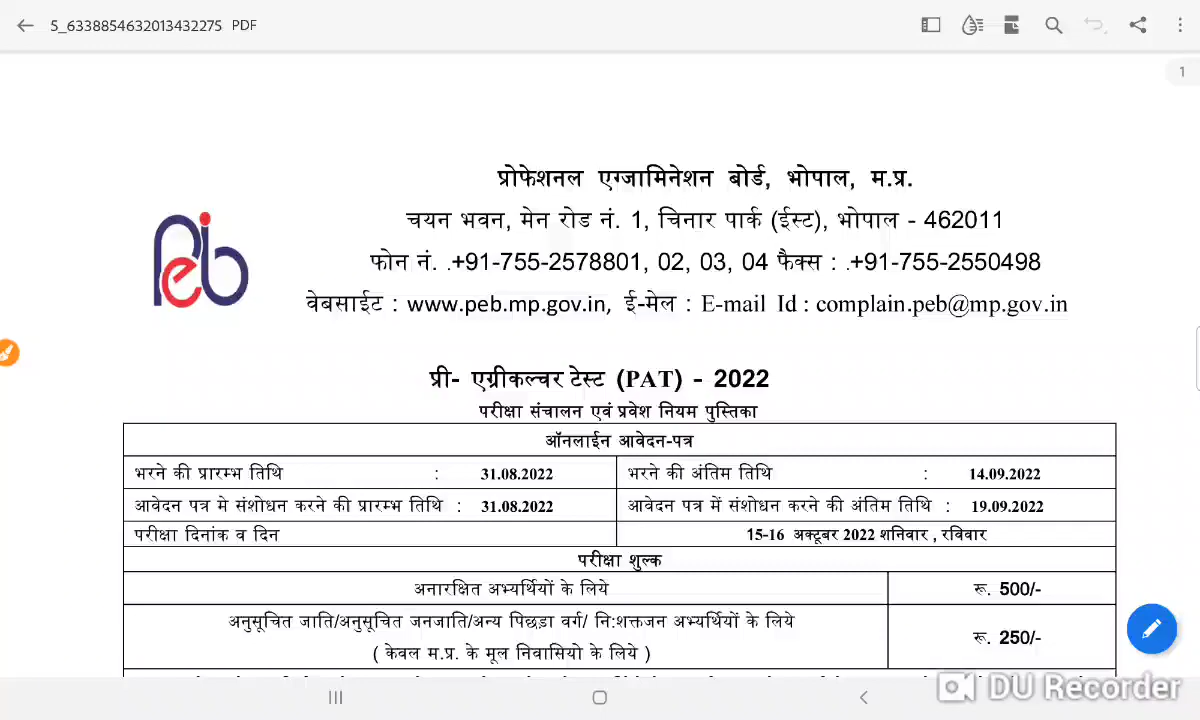 5_6338854632013432275 PDF
1
प्रोफेशनल एग्जामिनेशन बोर्ड, भोपाल, म.प्र.
चयन भवन, मेन रोड नं. 1, चिनार पार्क (ईस्ट), भोपाल - 462011
फोन नं. .+91-755-2578801, 02, 03, 04 फैक्स : .+91-755-2550498
वेबसाईट : www.peb.mp.gov.in, ई-मेल : E-mail Id : complain.peb@mp.gov.in
Peb
प्री- एग्रीकल्चर टेस्ट (PAT) - 2022
परीक्षा संचालन एवं प्रवेश नियम पुस्तिका
ऑनलाईन आवेदन-पत्र
भरने की प्रारम्भ तिथि : 31.08.2022 भरने की अंतिम तिथि : 14.09.2022
आवेदन पत्र मे संशोधन करने की प्रारम्भ तिथि : 31.08.2022 आवेदन पत्र में संशोधन करने की अंतिम तिथि : 19.09.2022
परीक्षा दिनांक व दिन 15-16 अक्टूबर 2022 शनिवार , रविवार
परीक्षा शुल्क
अनारक्षित अभ्यर्थियों के लिये रू. 500/-
अनुसूचित जाति/अनुसूचित जनजाति/अन्य पिछड़ा वर्ग/ नि:शक्तजन अभ्यर्थियों के लिये
( केवल म.प्र. के मूल निवासियो के लिये ) रू. 250/-
DU Recorder